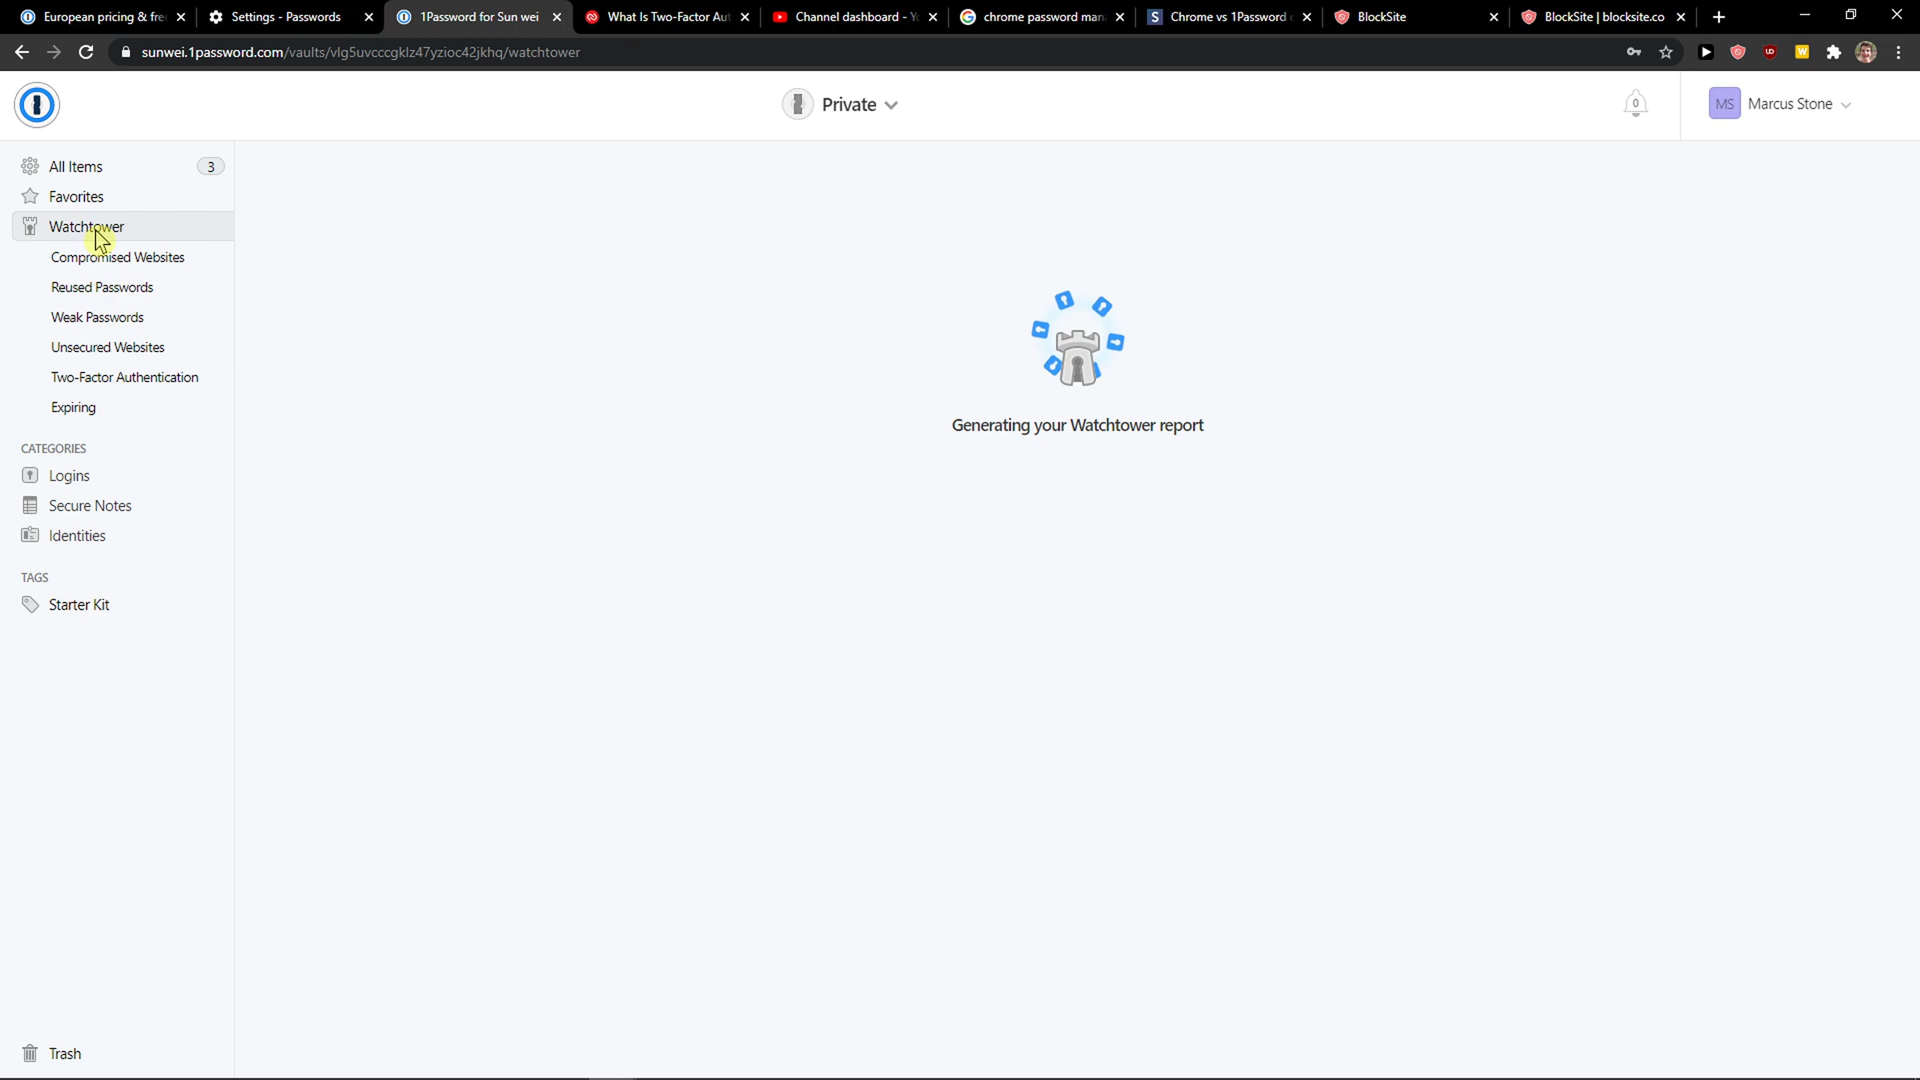 European pricing & fre
Settings - Passwords
1Password for Sun wei
What Is Two-Factor Au
Channel dashboard - Y
chrome password man
Chrome vs 1Password
BlockSite
BlockSite | blocksite.co
sunwei.1password.com/vaults/vlg5uvcccgklz47yzioc42jkhq/watchtower
Private
0
MS Marcus Stone
All Items 3
Favorites
Watchtower
Compromised Websites
Reused Passwords
Weak Passwords
Unsecured Websites
Two-Factor Authentication
Expiring
CATEGORIES
Logins
Secure Notes
Identities
TAGS
Starter Kit
Trash
Generating your Watchtower report